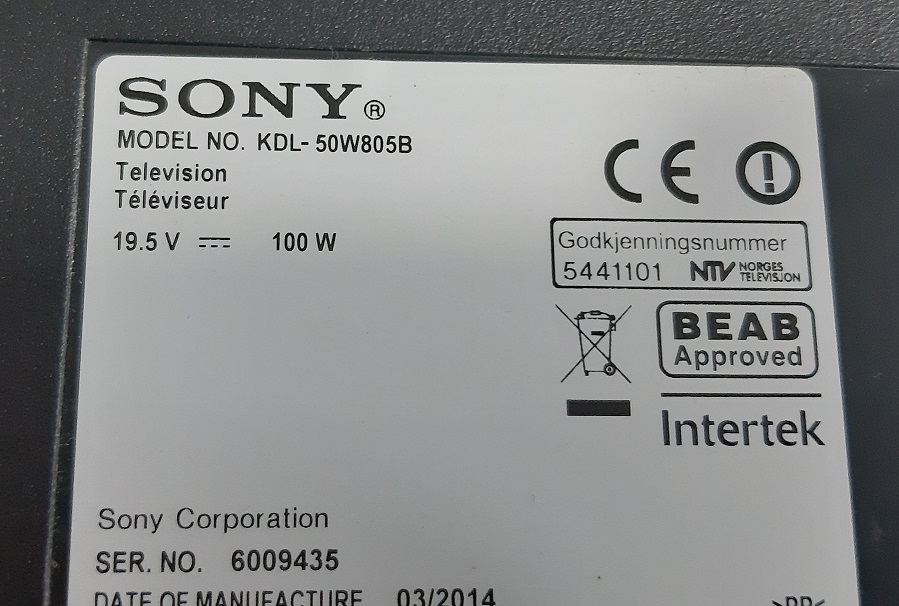 SONY®
MODEL NO. KDL- 50W805B
Television
Téléviseur
19.5 V 100 W
CE
Godkjenningsnummer
5441101 NTV NORGES TELEVISJON
BEAB
Approved
Intertek
Sony Corporation
SER. NO. 6009435
DATE OF MANUFACTURE 03/2014